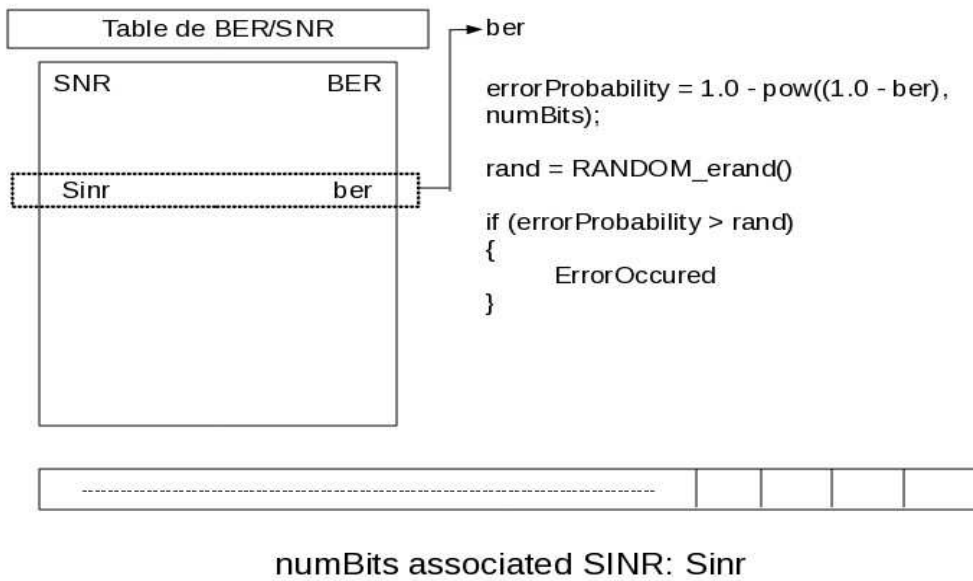 Table de BER/SNR
SNR BER
Sinr ber
ber
errorProbability = 1.0 - pow((1.0 - ber),
numBits);
rand = RANDOM_erand()
if (errorProbability > rand)
{
ErrorOccured
}
numBits associated SINR: Sinr